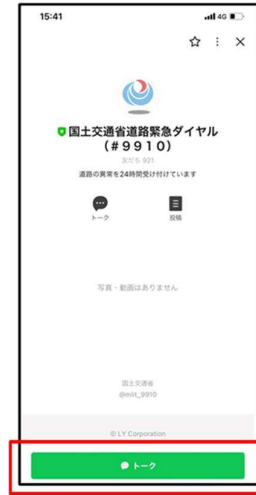 15:41
4G
国土交通省道路緊急ダイヤル
(#9910)
友だち 921
道路の異常を24時間受け付けています
トーク
投稿
写真・動画はありません
国土交通省
@mlit_9910
© LY Corporation
トーク